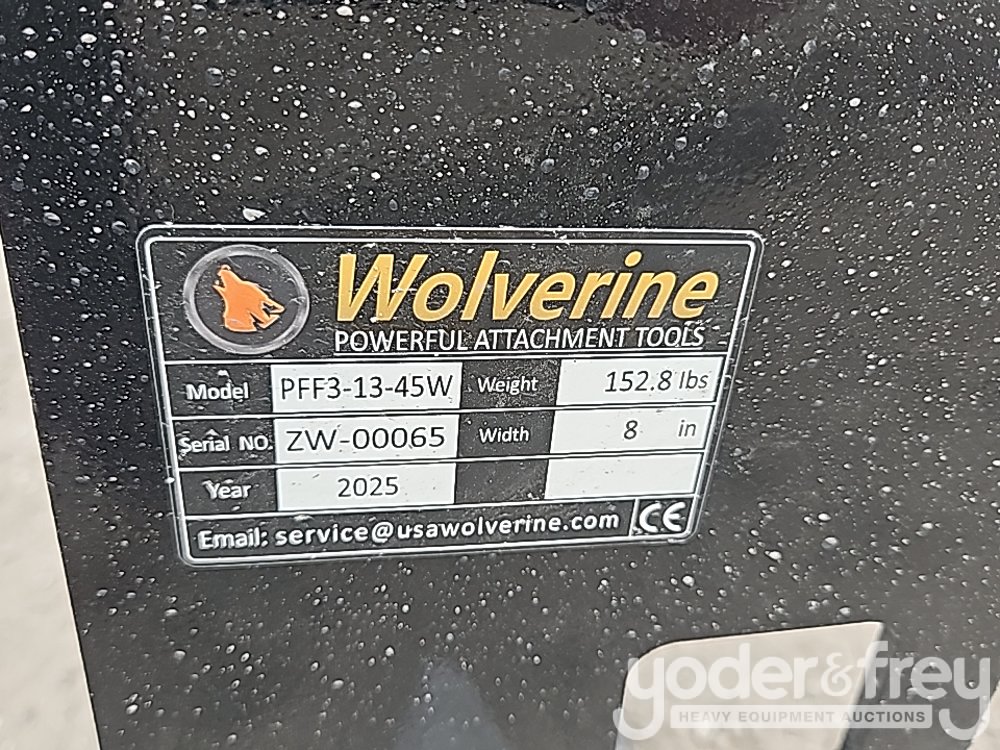 Wolverine
POWERFUL ATTACHMENT TOOLS
Model PFF3-13-45W Weight 152.8 lbs
Serial NO. ZW-00065 Width 8 in
Year 2025
Email: service@usawolverine.com CE
yoder&frey
HEAVY EQUIPMENT AUCTIONS